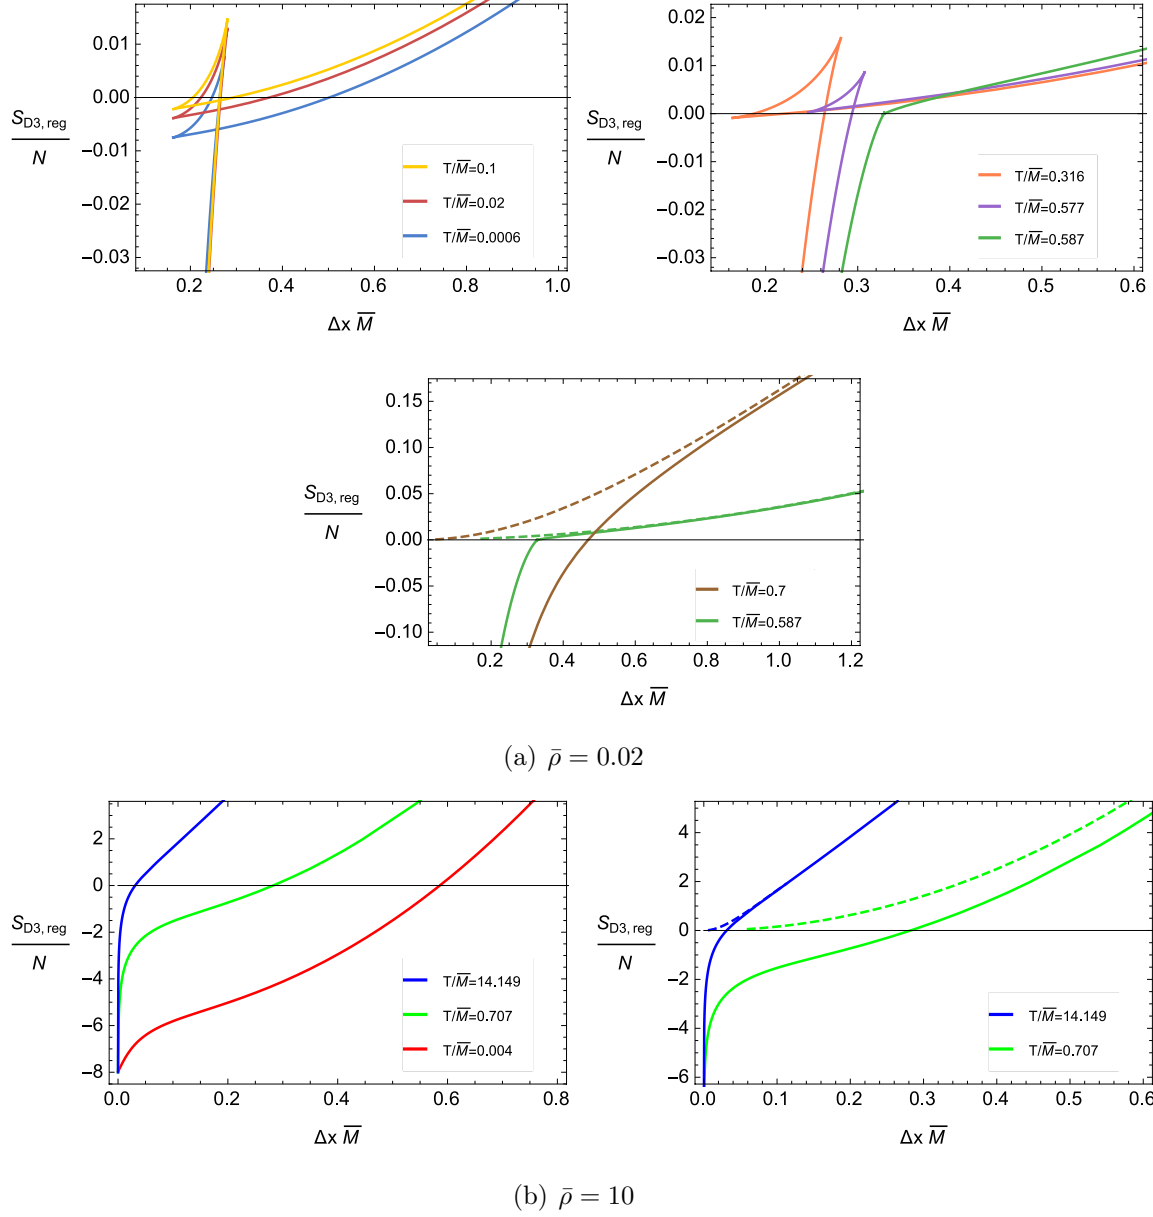 0.01
0.00
−0.01
−0.02
−0.03
S_D3, reg
N
T/M̅=0.1
T/M̅=0.02
T/M̅=0.0006
0.2 0.4 0.6 0.8 1.0
Δx M̅
0.02
0.01
0.00
−0.01
−0.02
−0.03
S_D3, reg
N
T/M̅=0.316
T/M̅=0.577
T/M̅=0.587
0.2 0.3 0.4 0.5 0.6
Δx M̅
0.15
0.10
0.05
0.00
−0.05
−0.10
S_D3, reg
N
T/M̅=0.7
T/M̅=0.587
0.2 0.4 0.6 0.8 1.0 1.2
Δx M̅
(a) ρ̄ = 0.02
2
0
−2
−4
−6
−8
S_D3, reg
N
T/M̅=14.149
T/M̅=0.707
T/M̅=0.004
0.0 0.2 0.4 0.6 0.8
Δx M̅
4
2
0
−2
−4
−6
S_D3, reg
N
T/M̅=14.149
T/M̅=0.707
0.0 0.1 0.2 0.3 0.4 0.5 0.6
Δx M̅
(b) ρ̄ = 10